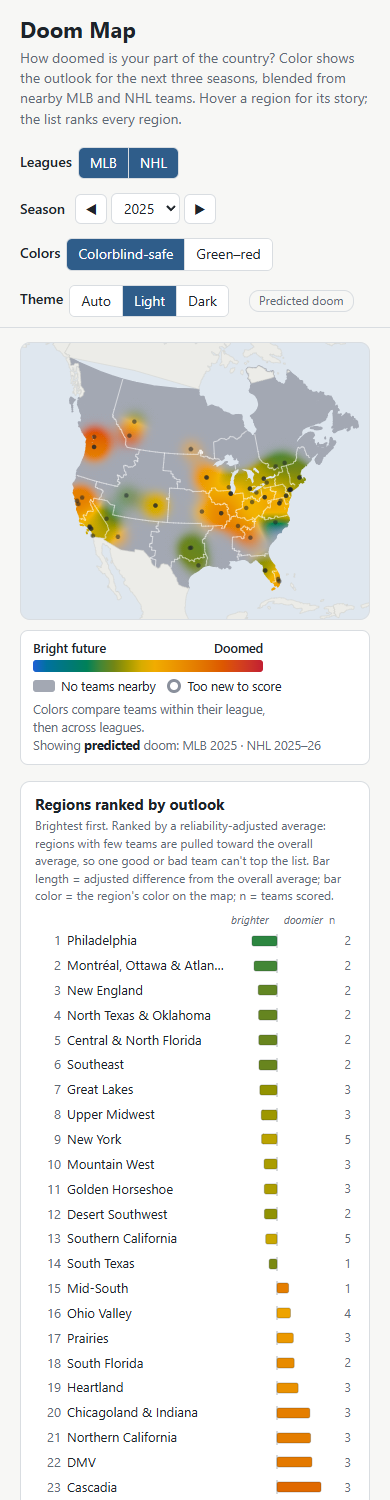 Doom Map
How doomed is your part of the country? Color shows
the outlook for the next three seasons, blended from
nearby MLB and NHL teams. Hover a region for its story;
the list ranks every region.
Leagues MLB NHL
Season ◀ 2025 ▶
Colors Colorblind-safe Green–red
Theme Auto Light Dark Predicted doom
Bright future Doomed
No teams nearby Too new to score
Colors compare teams within their league,
then across leagues.
Showing predicted doom: MLB 2025 · NHL 2025–26
Regions ranked by outlook
Brightest first. Ranked by a reliability-adjusted average:
regions with few teams are pulled toward the overall
average, so one good or bad team can't top the list. Bar
length = adjusted difference from the overall average; bar
color = the region's color on the map; n = teams scored.
brighter doomier n
1 Philadelphia 2
2 Montréal, Ottawa & Atlan... 2
3 New England 2
4 North Texas & Oklahoma 2
5 Central & North Florida 2
6 Southeast 2
7 Great Lakes 3
8 Upper Midwest 3
9 New York 5
10 Mountain West 3
11 Golden Horseshoe 3
12 Desert Southwest 2
13 Southern California 5
14 South Texas 1
15 Mid-South 1
16 Ohio Valley 4
17 Prairies 3
18 South Florida 2
19 Heartland 3
20 Chicagoland & Indiana 3
21 Northern California 3
22 DMV 3
23 Cascadia 3